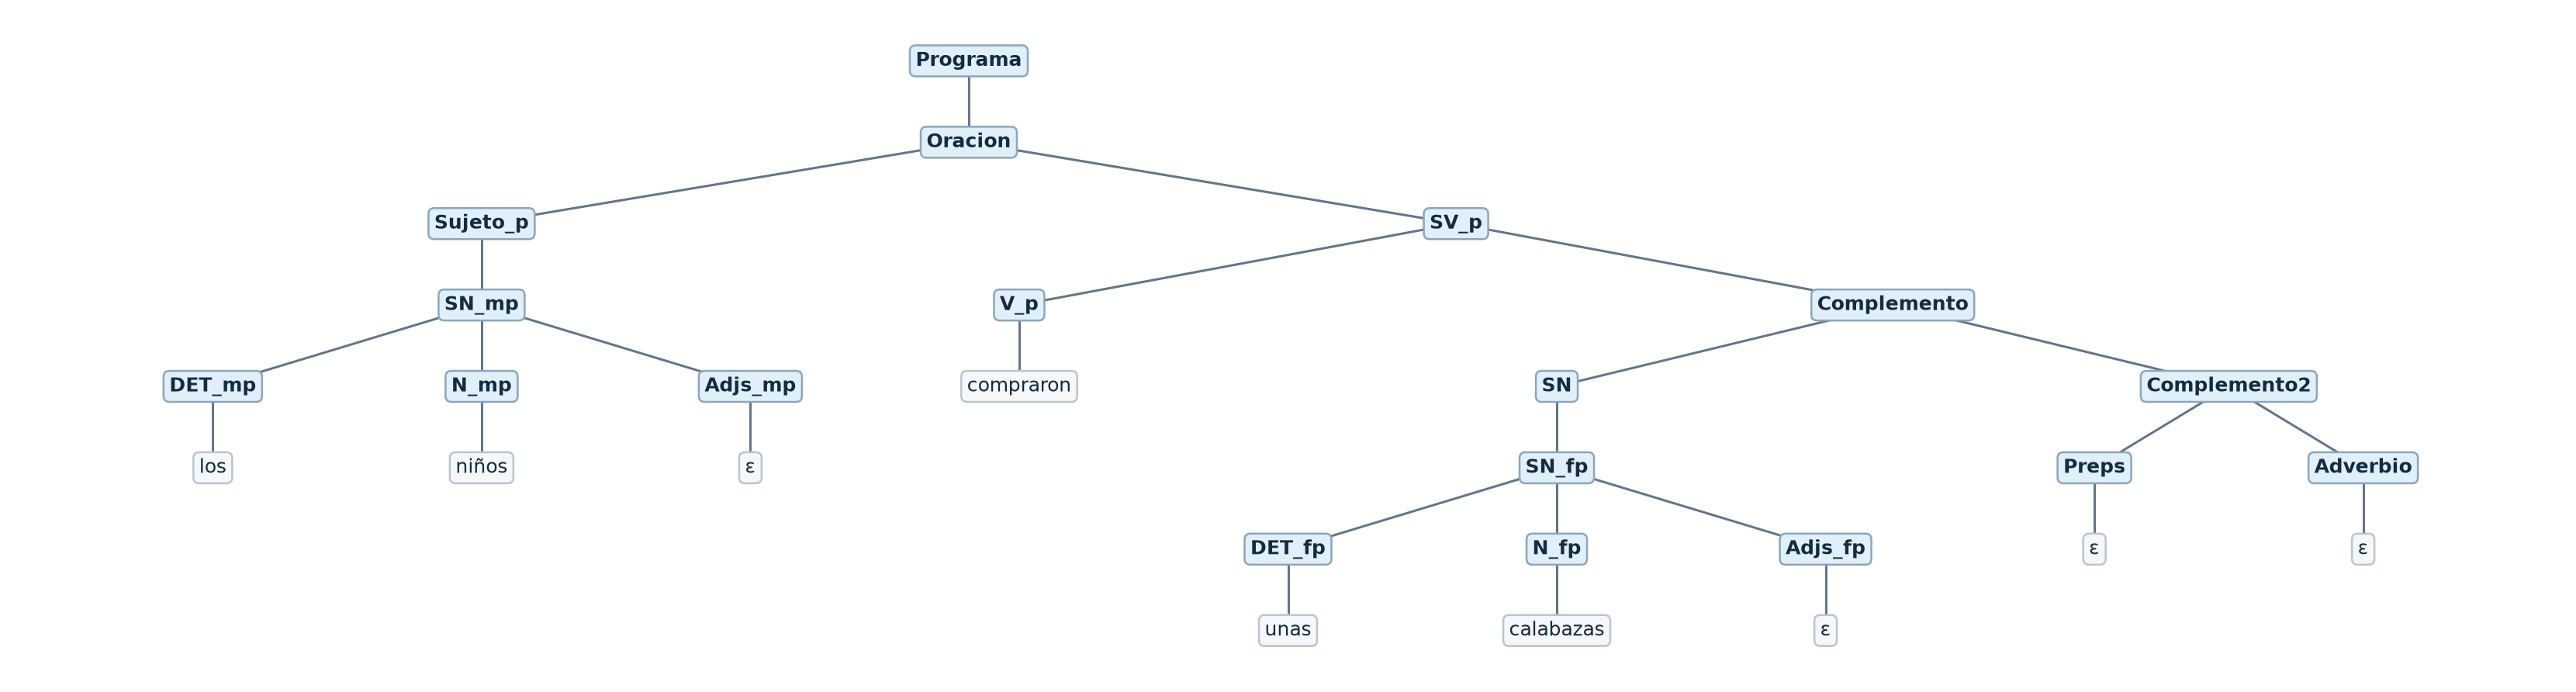 Programa
Oracion
Sujeto_p SV_p
SN_mp V_p Complemento
DET_mp N_mp Adjs_mp compraron SN Complemento2
los niños ε SN_fp Preps Adverbio
DET_fp N_fp Adjs_fp ε ε
unas calabazas ε